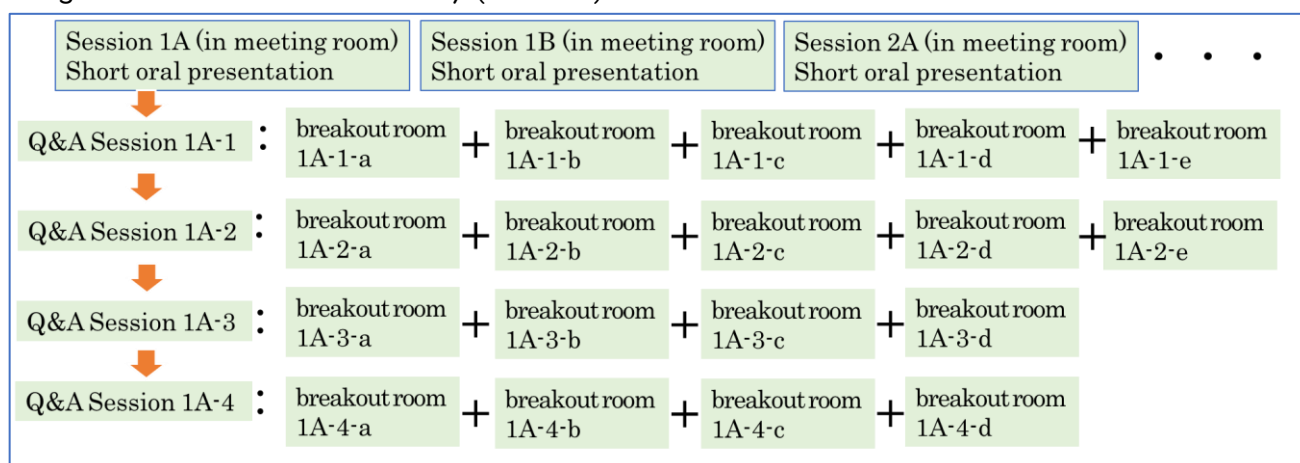 Session 1A (in meeting room)
Short oral presentation
Session 1B (in meeting room)
Short oral presentation
Session 2A (in meeting room)
Short oral presentation
・ ・ ・
Q&A Session 1A-1 :
breakout room
1A-1-a
+
breakout room
1A-1-b
+
breakout room
1A-1-c
+
breakout room
1A-1-d
+
breakout room
1A-1-e
Q&A Session 1A-2 :
breakout room
1A-2-a
+
breakout room
1A-2-b
+
breakout room
1A-2-c
+
breakout room
1A-2-d
+
breakout room
1A-2-e
Q&A Session 1A-3 :
breakout room
1A-3-a
+
breakout room
1A-3-b
+
breakout room
1A-3-c
+
breakout room
1A-3-d
Q&A Session 1A-4 :
breakout room
1A-4-a
+
breakout room
1A-4-b
+
breakout room
1A-4-c
+
breakout room
1A-4-d